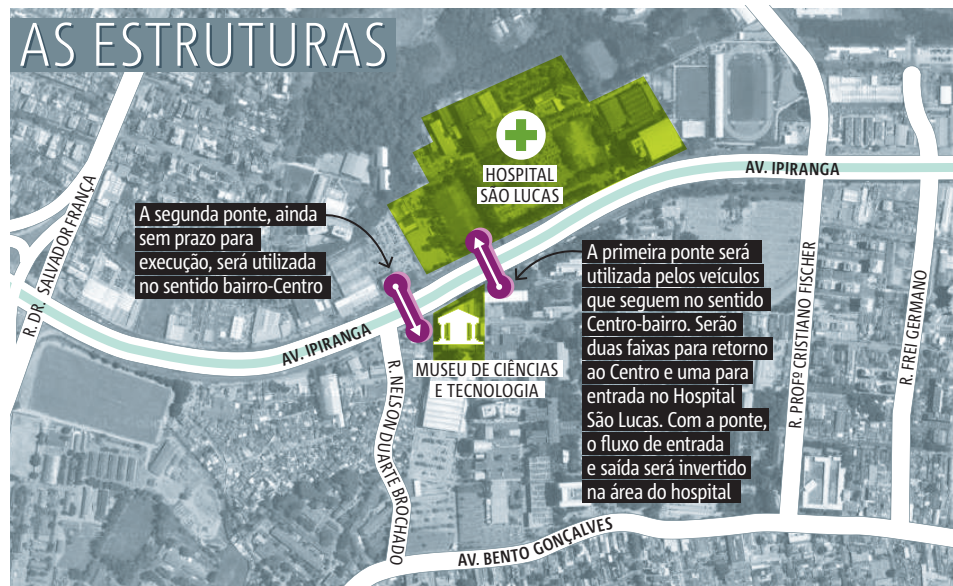 AS ESTRUTURAS
HOSPITAL
SÃO LUCAS
AV. IPIRANGA
R. DR. SALVADOR FRANÇA
A segunda ponte, ainda
sem prazo para
execução, será utilizada
no sentido bairro-Centro
A primeira ponte será
utilizada pelos veículos
que seguem no sentido
Centro-bairro. Serão
duas faixas para retorno
ao Centro e uma para
entrada no Hospital
São Lucas. Com a ponte,
o fluxo de entrada
e saída será invertido
na área do hospital
AV. IPIRANGA
MUSEU DE CIÊNCIAS
E TECNOLOGIA
R. NELSON DUARTE BROCHADO
R. PROFº CRISTIANO FISCHER
R. FREI GERMANO
AV. BENTO GONÇALVES